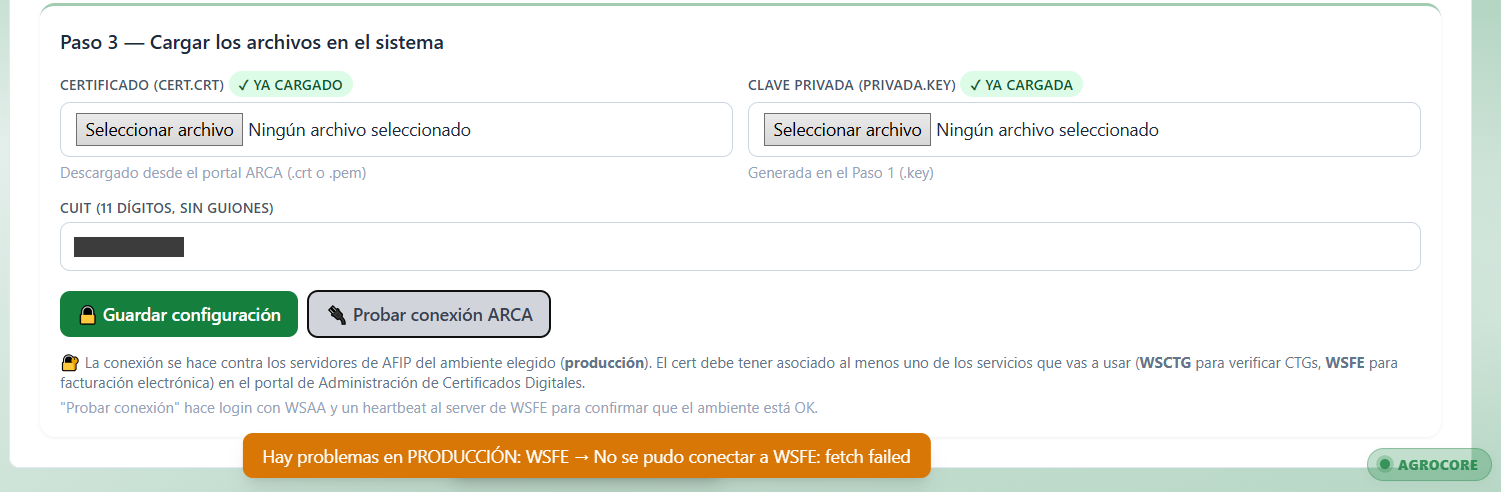 Paso 3 — Cargar los archivos en el sistema
CERTIFICADO (CERT.CRT) ✓ YA CARGADO
Seleccionar archivo Ningún archivo seleccionado
Descargado desde el portal ARCA (.crt o .pem)
CLAVE PRIVADA (PRIVADA.KEY) ✓ YA CARGADA
Seleccionar archivo Ningún archivo seleccionado
Generada en el Paso 1 (.key)
CUIT (11 DÍGITOS, SIN GUIONES)
Guardar configuración
Probar conexión ARCA
La conexión se hace contra los servidores de AFIP del ambiente elegido (producción). El cert debe tener asociado al menos uno de los servicios que vas a usar (WSCTG para verificar CTGs, WSFE para
facturación electrónica) en el portal de Administración de Certificados Digitales.
"Probar conexión" hace login con WSAA y un heartbeat al server de WSFE para confirmar que el ambiente está OK.
Hay problemas en PRODUCCIÓN: WSFE → No se pudo conectar a WSFE: fetch failed
AGROCORE